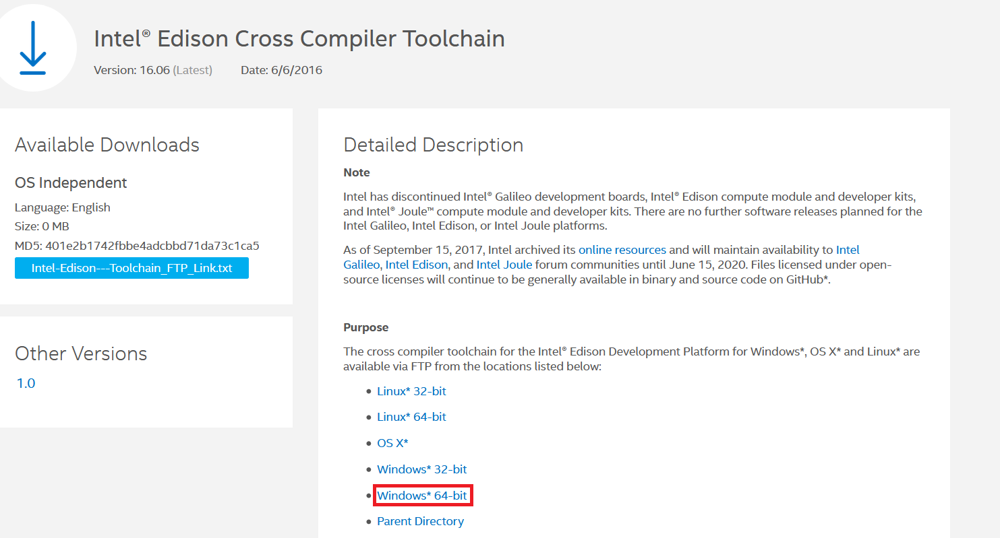 Intel® Edison Cross Compiler Toolchain
Version: 16.06 (Latest) Date: 6/6/2016
Available Downloads
OS Independent
Language: English
Size: 0 MB
MD5: 401e2b1742fbbe4adcbbd71da73c1ca5
Intel-Edison---Toolchain_FTP_Link.txt
Other Versions
1.0
Detailed Description
Note
Intel has discontinued Intel® Galileo development boards, Intel® Edison compute module and developer kits,
and Intel® Joule™ compute module and developer kits. There are no further software releases planned for the
Intel Galileo, Intel Edison, or Intel Joule platforms.
As of September 15, 2017, Intel archived its online resources and will maintain availability to Intel
Galileo, Intel Edison, and Intel Joule forum communities until June 15, 2020. Files licensed under open-
source licenses will continue to be generally available in binary and source code on GitHub*.
Purpose
The cross compiler toolchain for the Intel® Edison Development Platform for Windows*, OS X* and Linux* are
available via FTP from the locations listed below:
• Linux* 32-bit
• Linux* 64-bit
• OS X*
• Windows* 32-bit
• Windows* 64-bit
• Parent Directory